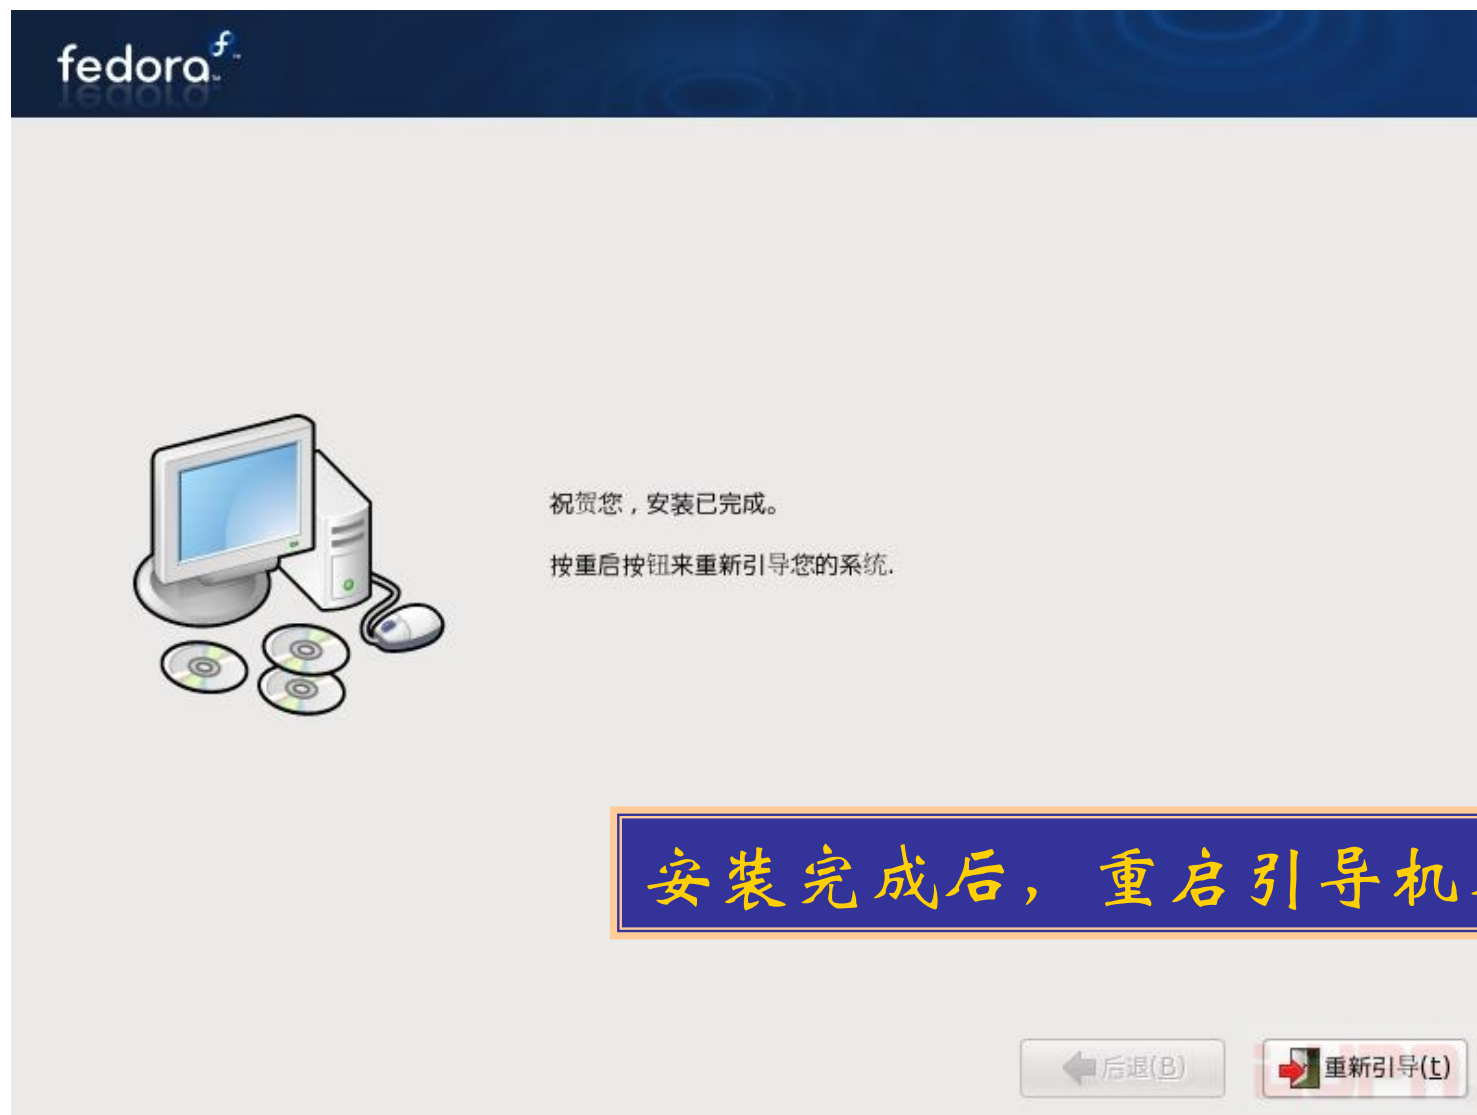 fedora
祝贺您，安装已完成。
按重启按钮来重新引导您的系统.
安装完成后，重启引导机
后退(B)
重新引导(t)